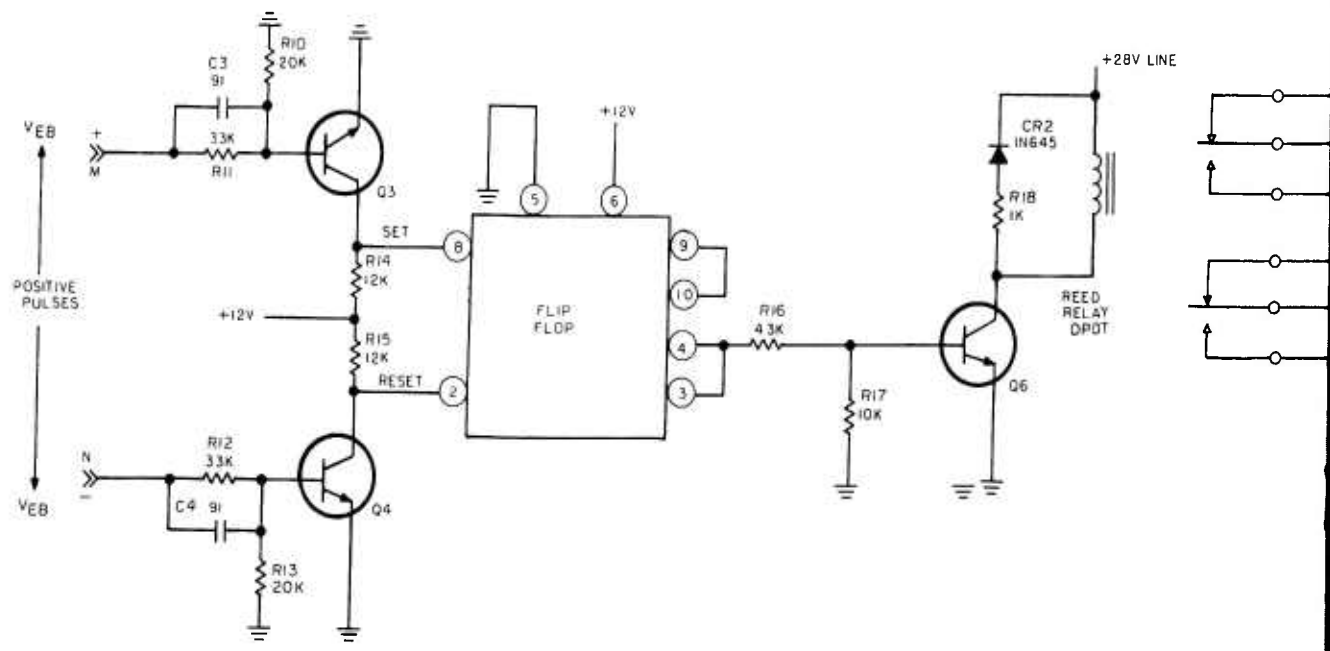 R10
20K
C3
91
33K
R11
VEB
+
M
Q3
POSITIVE
PULSES
SET
R14
12K
+12V
R15
12K
RESET
N
–
VEB
R12
33K
C4 91
Q4
R13
20K
+12V
5
6
8
9
10
4
3
2
FLIP
FLOP
R16
43K
R17
10K
+28V LINE
CR2
1N645
R18
1K
REED
RELAY
DPDT
Q6